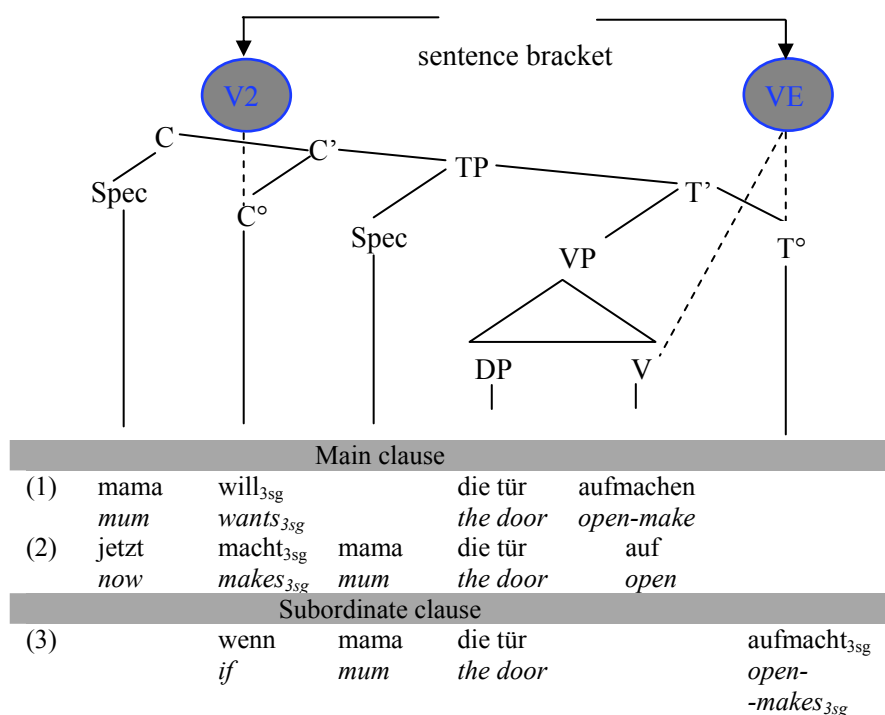 sentence bracket
V2 VE
C C’ TP T’
Spec C° Spec VP T°
DP V
Main clause
(1) mama will3sg die tür aufmachen
mum wants3sg the door open-make
(2) jetzt macht3sg mama die tür auf
now makes3sg mum the door open
Subordinate clause
(3) wenn mama die tür aufmacht3sg
if mum the door open-
-makes3sg